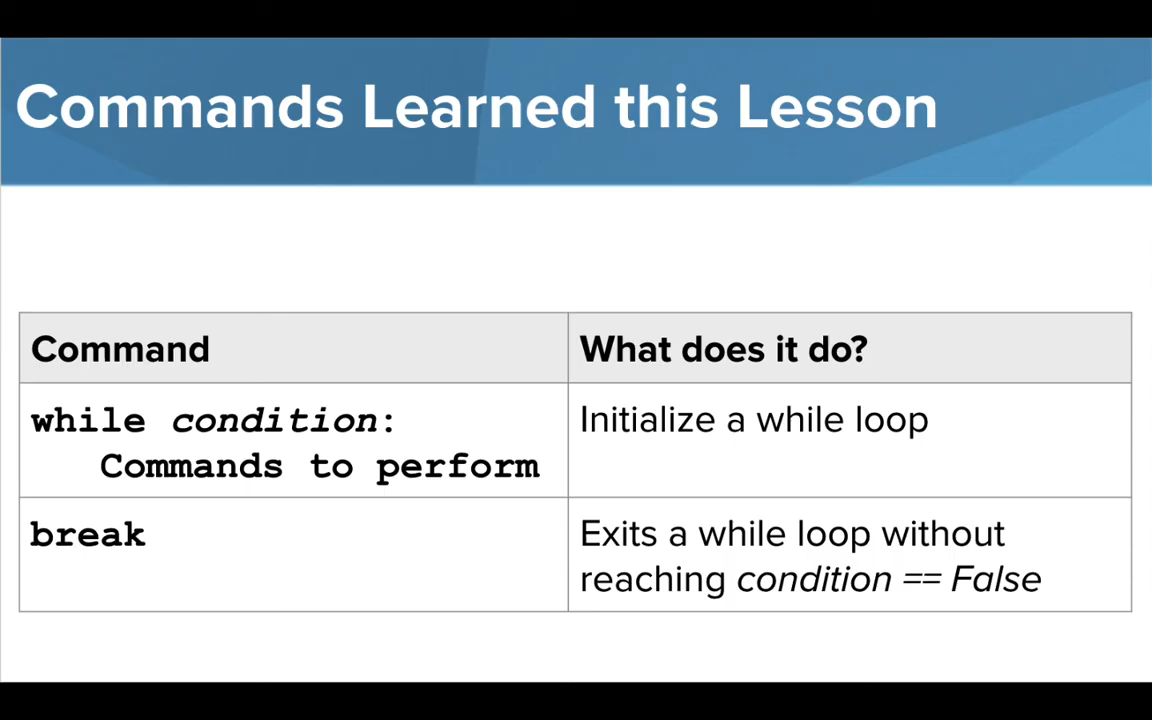 Commands Learned this Lesson
Command
What does it do?
while condition:
Commands to perform
Initialize a while loop
break
Exits a while loop without
reaching condition == False